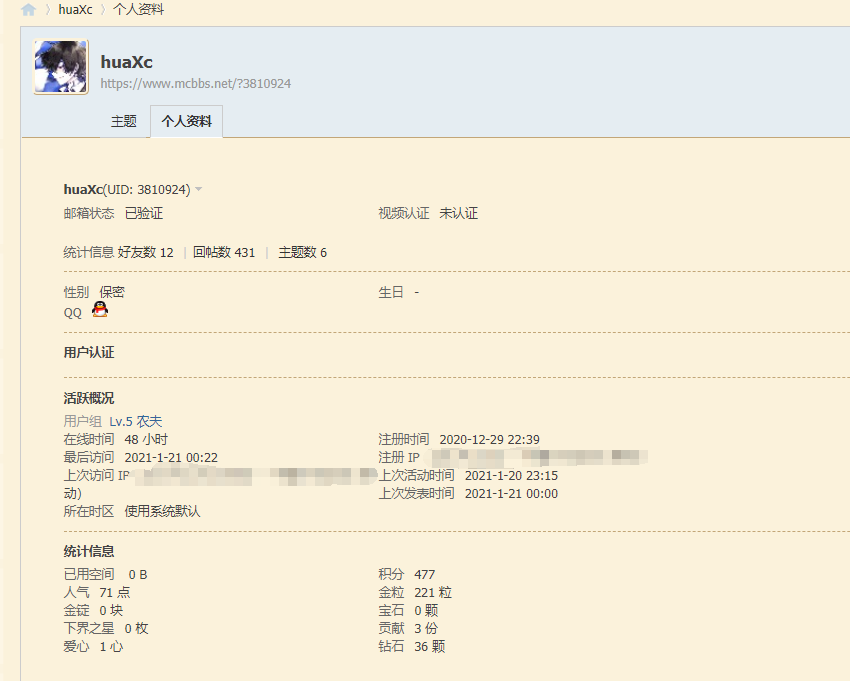 huaXc 〉 个人资料
huaXc
https://www.mcbbs.net/?3810924
主题 个人资料
huaXc(UID: 3810924)
邮箱状态 已验证 视频认证 未认证
统计信息 好友数 12 | 回帖数 431 | 主题数 6
性别 保密 生日 -
QQ
用户认证
活跃概况
用户组 Lv.5 农夫
在线时间 48 小时 注册时间 2020-12-29 22:39
最后访问 2021-1-21 00:22 注册 IP
上次访问 IP 上次活动时间 2021-1-20 23:15
动) 上次发表时间 2021-1-21 00:00
所在时区 使用系统默认
统计信息
已用空间 0 B 积分 477
人气 71 点 金粒 221 粒
金锭 0 块 宝石 0 颗
下界之星 0 枚 贡献 3 份
爱心 1 心 钻石 36 颗